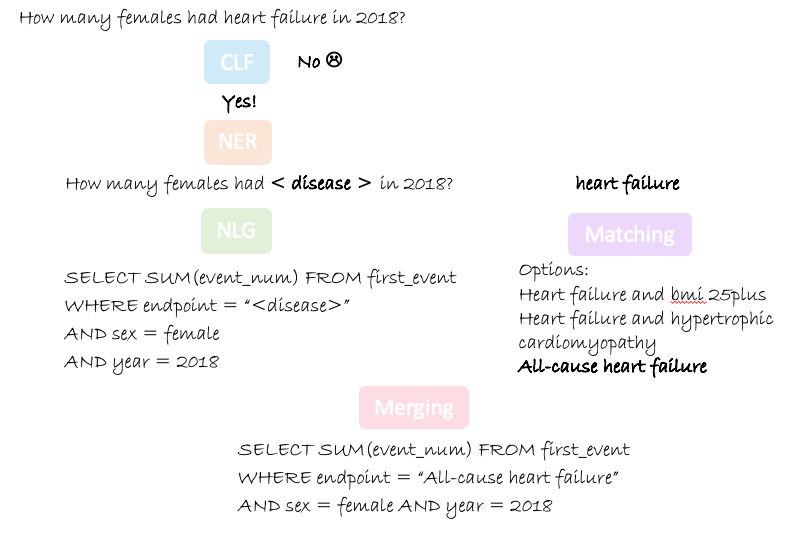 How many females had heart failure in 2018?
CLF
No ☹
Yes!
NER
How many females had < disease > in 2018?
heart failure
NLG
Matching
SELECT SUM(event_num) FROM first_event
WHERE endpoint = "<disease>"
AND sex = female
AND year = 2018
Options:
Heart failure and bmi 25plus
Heart failure and hypertrophic
cardiomyopathy
All-cause heart failure
Merging
SELECT SUM(event_num) FROM first_event
WHERE endpoint = "All-cause heart failure"
AND sex = female AND year = 2018